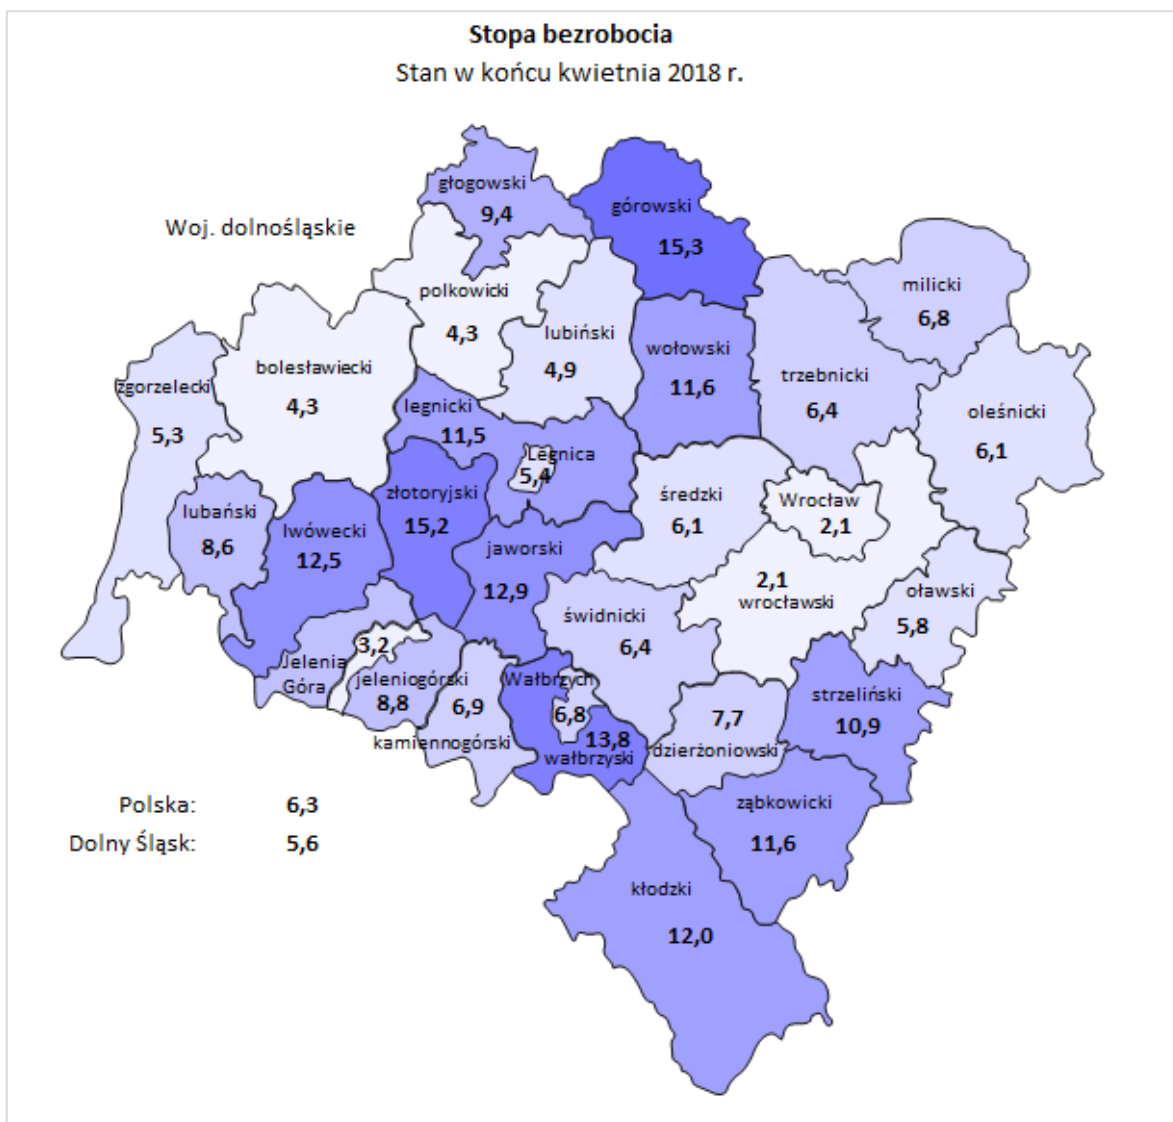 Stopa bezrobocia
Stan w końcu kwietnia 2018 r.
Woj. dolnośląskie
głogowski
9,4
górowski
15,3
polkowicki
4,3
lubiński
4,9
milicki
6,8
bolesławiecki
4,3
wołowski
11,6
trzebnicki
6,4
zgorzelecki
5,3
legnicki
11,5
oleśnicki
6,1
Legnica
5,4
złotoryjski
15,2
średzki
6,1
Wrocław
2,1
lubański
8,6
lwówecki
12,5
jaworski
12,9
2,1
wrocławski
oławski
5,8
świdnicki
6,4
3,2
Jelenia
Góra
jeleniogórski
8,8
6,9
kamiennogórski
Wałbrzych
6,8
13,8
wałbrzyski
7,7
dzierżoniowski
strzeliński
10,9
ząbkowicki
11,6
kłodzki
12,0
Polska: 6,3
Dolny Śląsk: 5,6